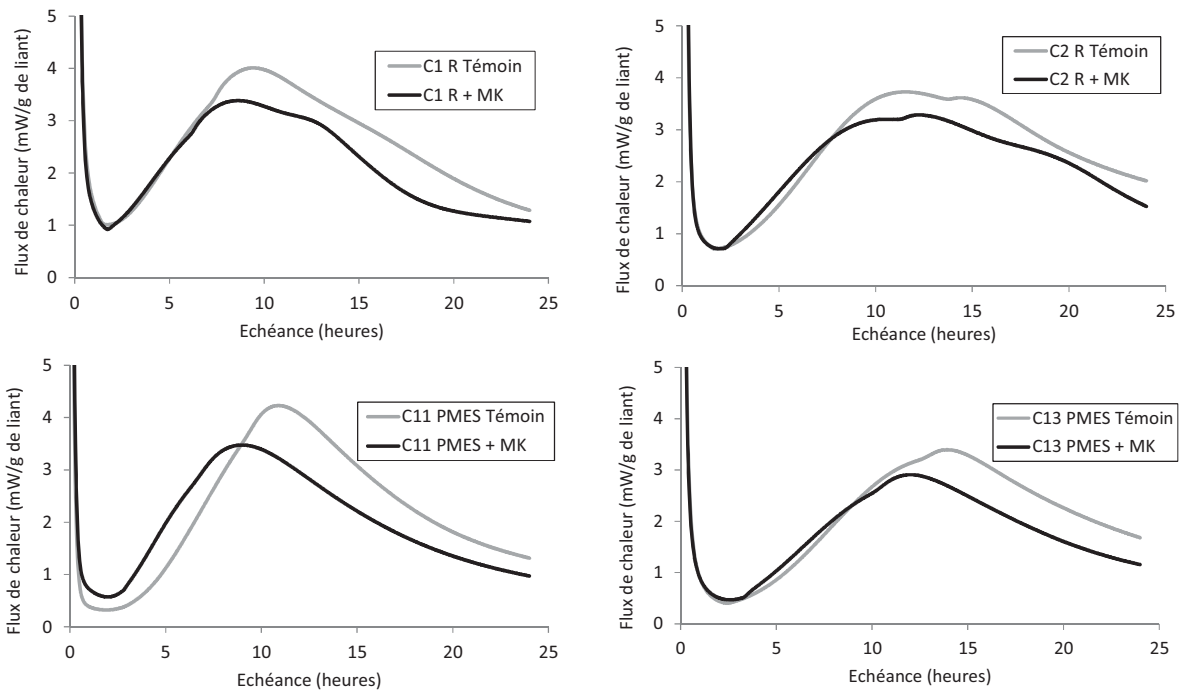 Flux de chaleur (mW/g de liant)
5
4
3
2
1
0
C1 R Témoin
C1 R + MK
0 5 10 15 20 25
Echéance (heures)
Flux de chaleur (mW/g de liant)
5
4
3
2
1
0
C2 R Témoin
C2 R + MK
0 5 10 15 20 25
Echéance (heures)
Flux de chaleur (mW/g de liant)
5
4
3
2
1
0
C11 PMES Témoin
C11 PMES + MK
0 5 10 15 20 25
Echéance (heures)
Flux de chaleur (mW/g de liant)
5
4
3
2
1
0
C13 PMES Témoin
C13 PMES + MK
0 5 10 15 20 25
Echéance (heures)